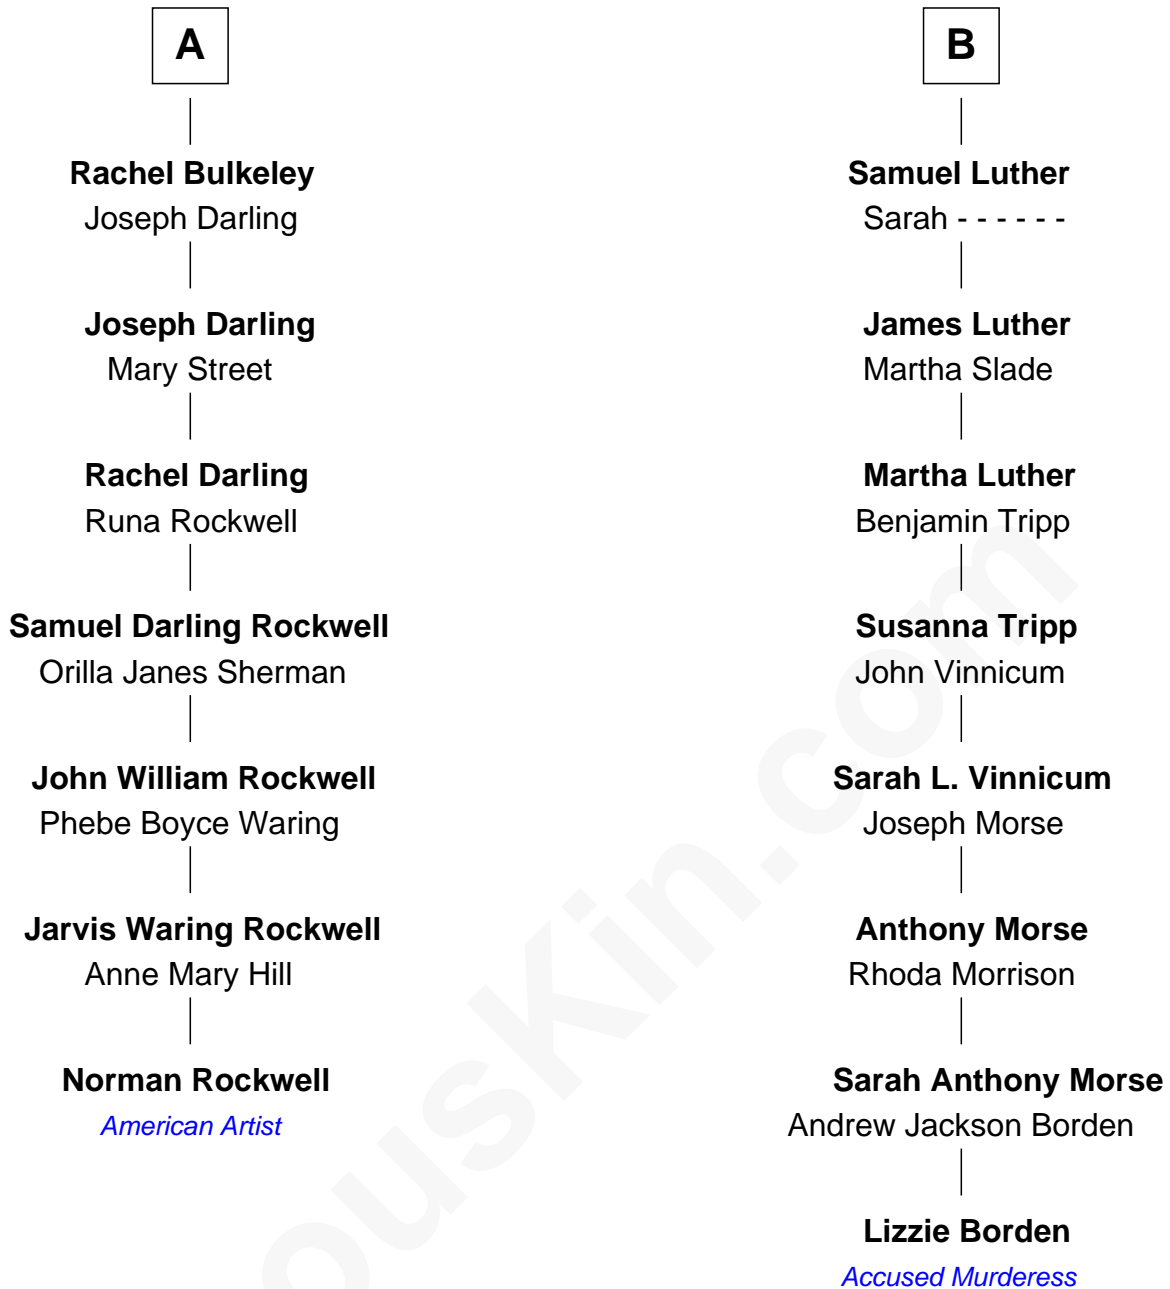 A
Rachel Bulkeley
Joseph Darling
Joseph Darling
Mary Street
Rachel Darling
Runa Rockwell
Samuel Darling Rockwell
Orilla Janes Sherman
John William Rockwell
Phebe Boyce Waring
Jarvis Waring Rockwell
Anne Mary Hill
Norman Rockwell
American Artist
B
Samuel Luther
Sarah - - - - - -
James Luther
Martha Slade
Martha Luther
Benjamin Tripp
Susanna Tripp
John Vinnicum
Sarah L. Vinnicum
Joseph Morse
Anthony Morse
Rhoda Morrison
Sarah Anthony Morse
Andrew Jackson Borden
Lizzie Borden
Accused Murderess
ousKin.com